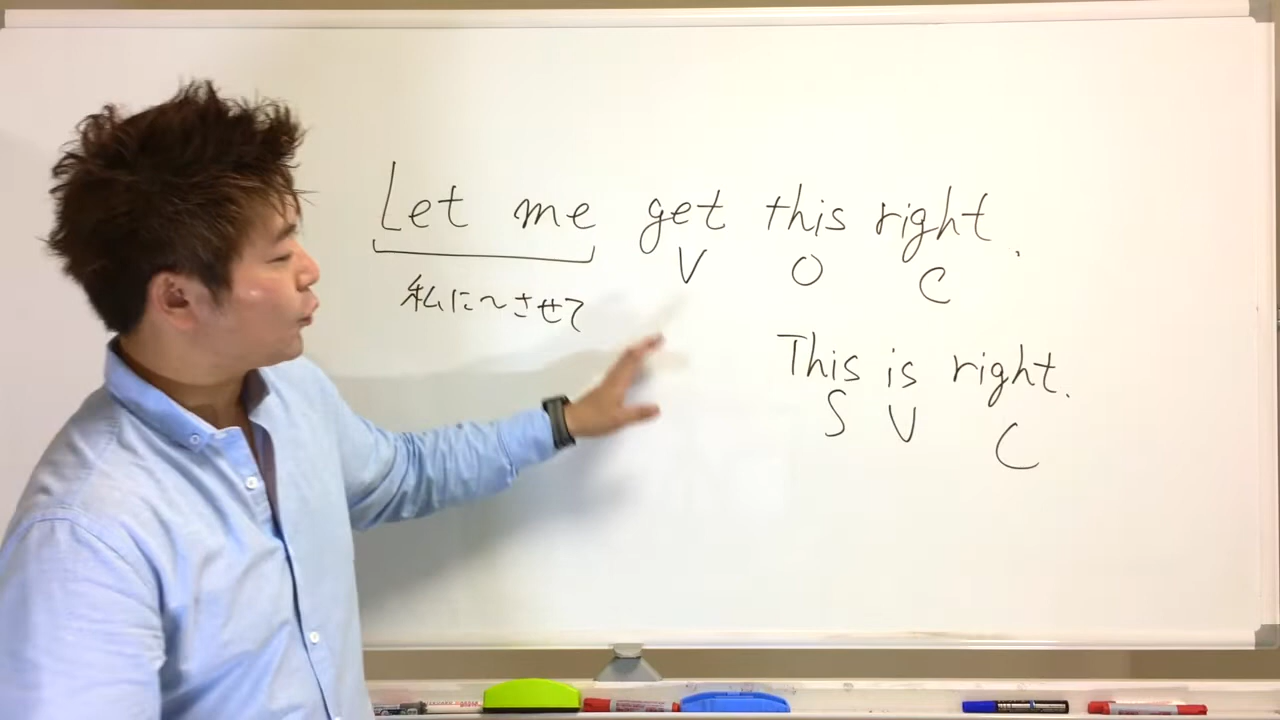 Let me get this right.
V O C
私に〜させて
This is right.
S V C